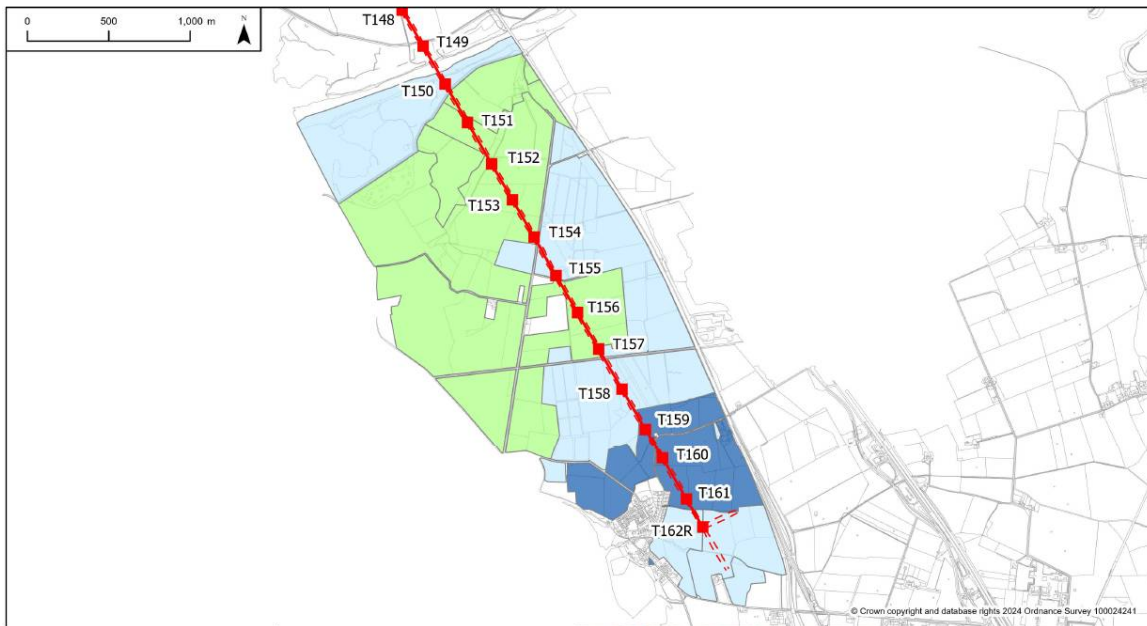 0 500 1,000 m
N
T148
T149
T150
T151
T152
T153
T154
T155
T156
T157
T158
T159
T160
T161
T162R
© Crown copyright and database rights 2024 Ordnance Survey 100024241